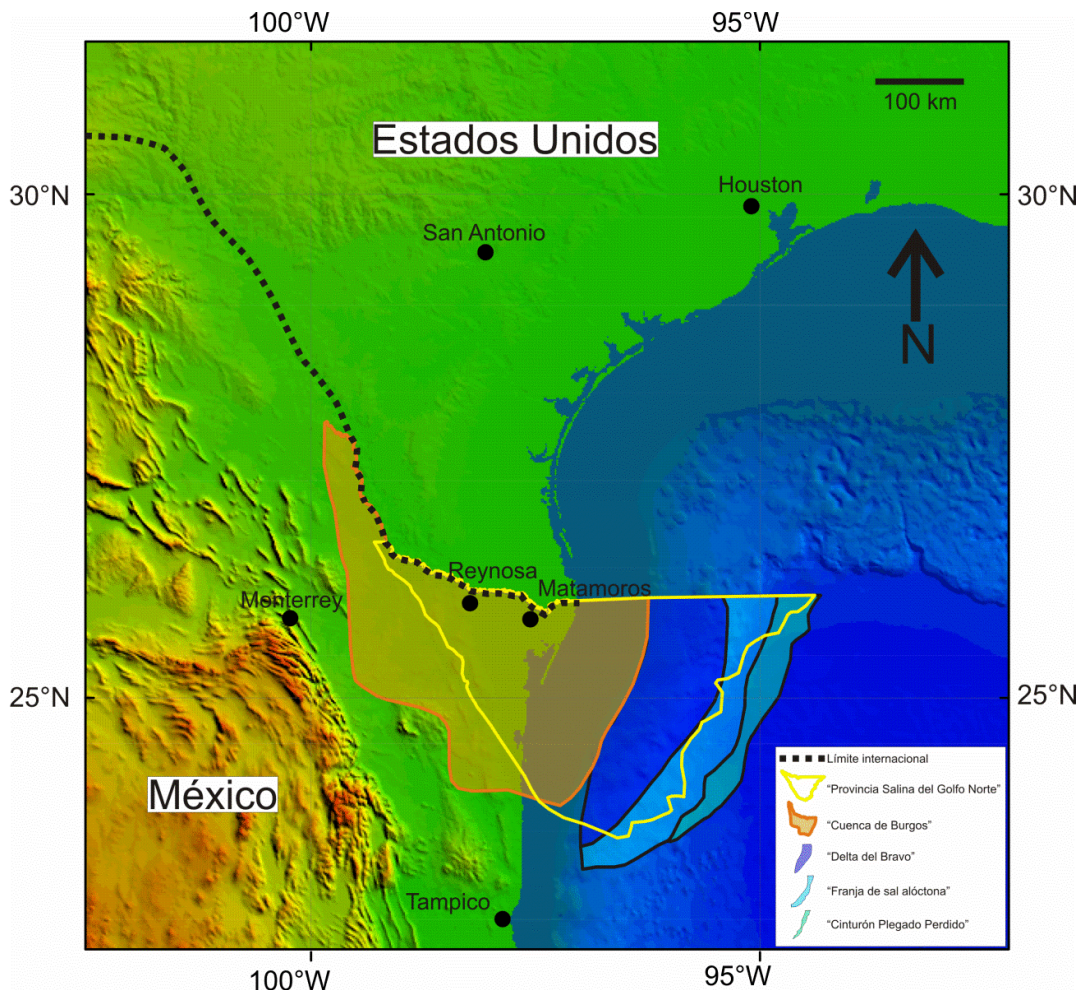 100°W 95°W
100 km
Estados Unidos
30°N 30°N
Houston
San Antonio
N
Reynosa
Matamoros
Monterrey
25°N 25°N
Límite internacional
México
“Provincia Salina del Golfo Norte”
“Cuenca de Burgos”
“Delta del Bravo”
“Franja de sal alóctona”
Tampico
“Cinturón Plegado Perdido”
100°W 95°W